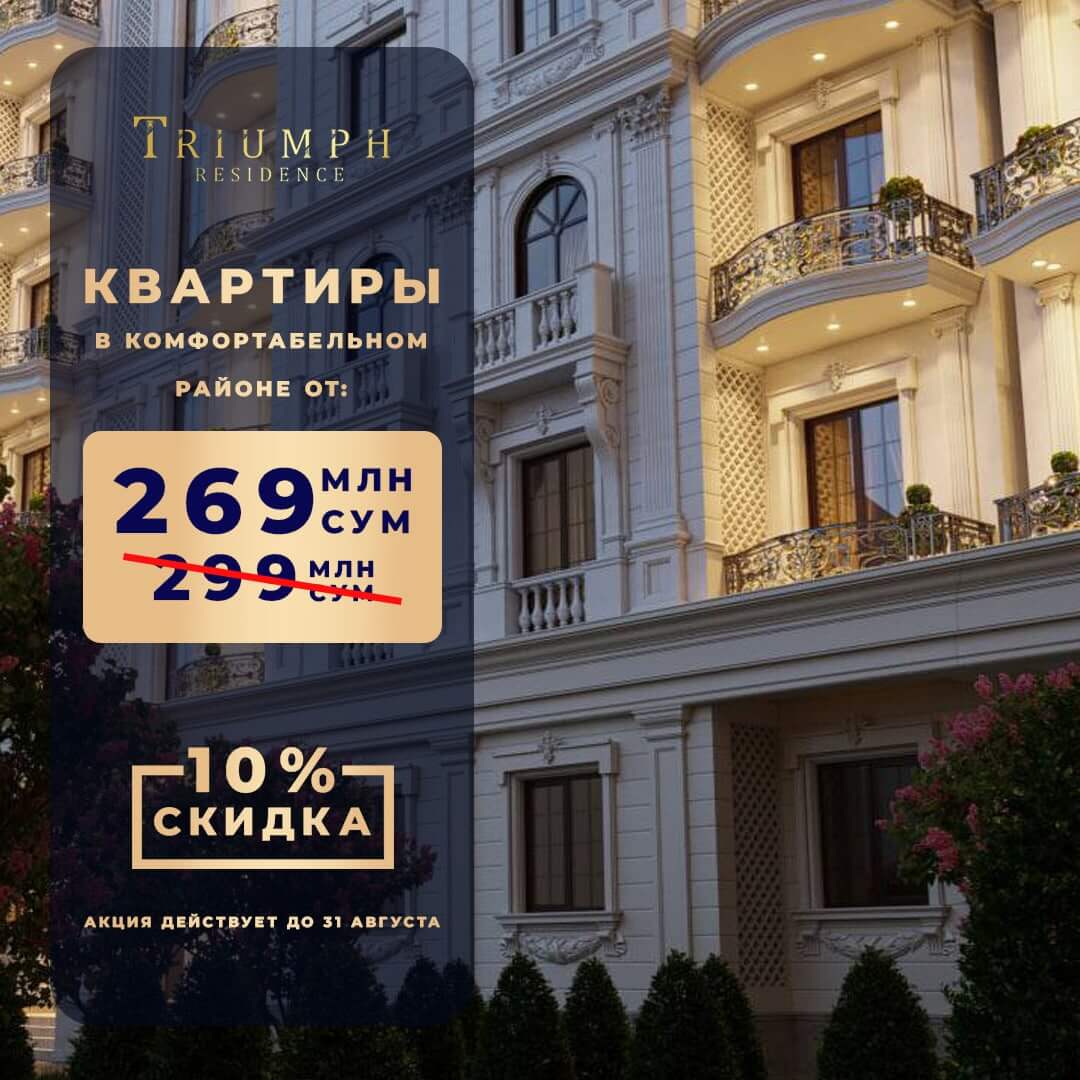 TRIUMPH
RESIDENCE
КВАРТИРЫ
В КОМФОРТАБЕЛЬНОМ
РАЙОНЕ ОТ:
269 МЛН
СУМ
299 МЛН
СУМ
10%
СКИДКА
АКЦИЯ ДЕЙСТВУЕТ ДО 31 АВГУСТА